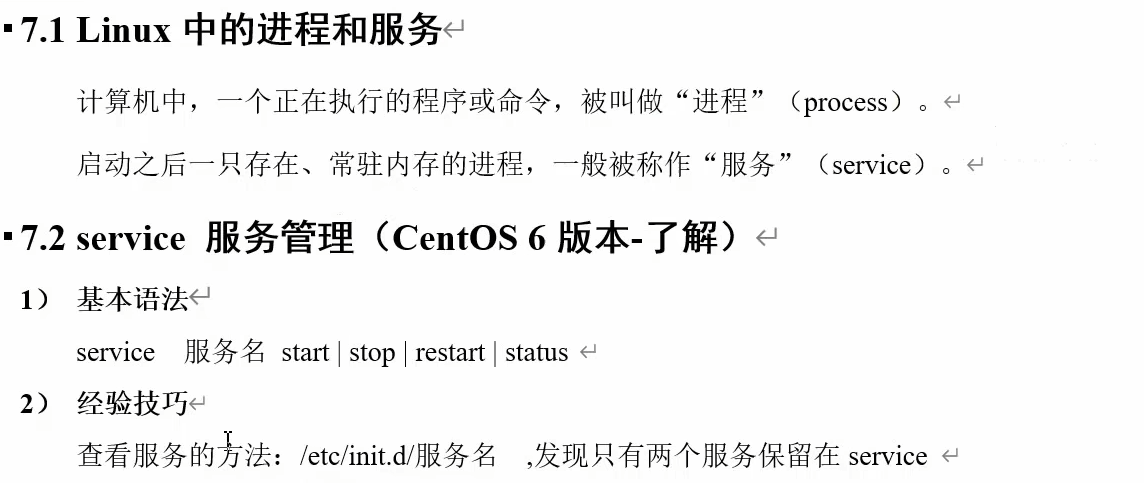 7.1 Linux 中的进程和服务
计算机中，一个正在执行的程序或命令，被叫做“进程”（process）。
启动之后一只存在、常驻内存的进程，一般被称作“服务”（service）。
7.2 service 服务管理（CentOS 6 版本-了解）
1） 基本语法
service 服务名 start | stop | restart | status
2） 经验技巧
查看服务的方法：/etc/init.d/服务名 ,发现只有两个服务保留在 service